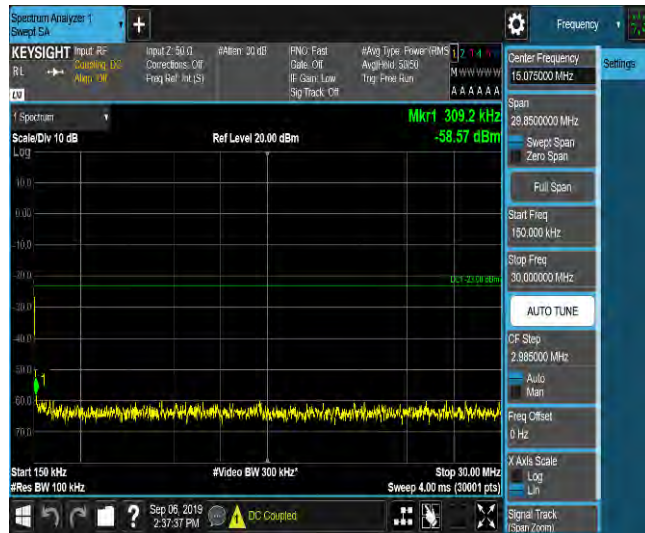 Spectrum Analyzer 1
Swept SA
+
Frequency
KEYSIGHT
RL
Input: RF
Coupling: DC
Align: Off
Input Z: 50 Ω
Corrections: Off
Freq Ref: Int (S)
#Atten: 30 dB
PNO: Fast
Gate: Off
IF Gain: Low
Sig Track: Off
#Avg Type: Power (RMS
Avg|Hold: 50/50
Trig: Free Run
1 2 3 4
M W W W W W
A A A A A A
1 Spectrum
Scale/Div 10 dB
Log
Ref Level 20.00 dBm
Mkr1 309.2 kHz
-58.57 dBm
10.0
0.00
-10.0
-20.0
DL1 -23.00 dBm
-30.0
-40.0
-50.0
1
-60.0
-70.0
Start 150 kHz
#Res BW 100 kHz
#Video BW 300 kHz*
Stop 30.00 MHz
Sweep 4.00 ms (30001 pts)
Center Frequency
15.075000 MHz
Settings
Span
29.8500000 MHz
Swept Span
Zero Span
Full Span
Start Freq
150.000 kHz
Stop Freq
30.000000 MHz
AUTO TUNE
CF Step
2.985000 MHz
Auto
Man
Freq Offset
0 Hz
X Axis Scale
Log
Lin
Signal Track
(Span Zoom)
?
Sep 06, 2019
2:37:37 PM
DC Coupled